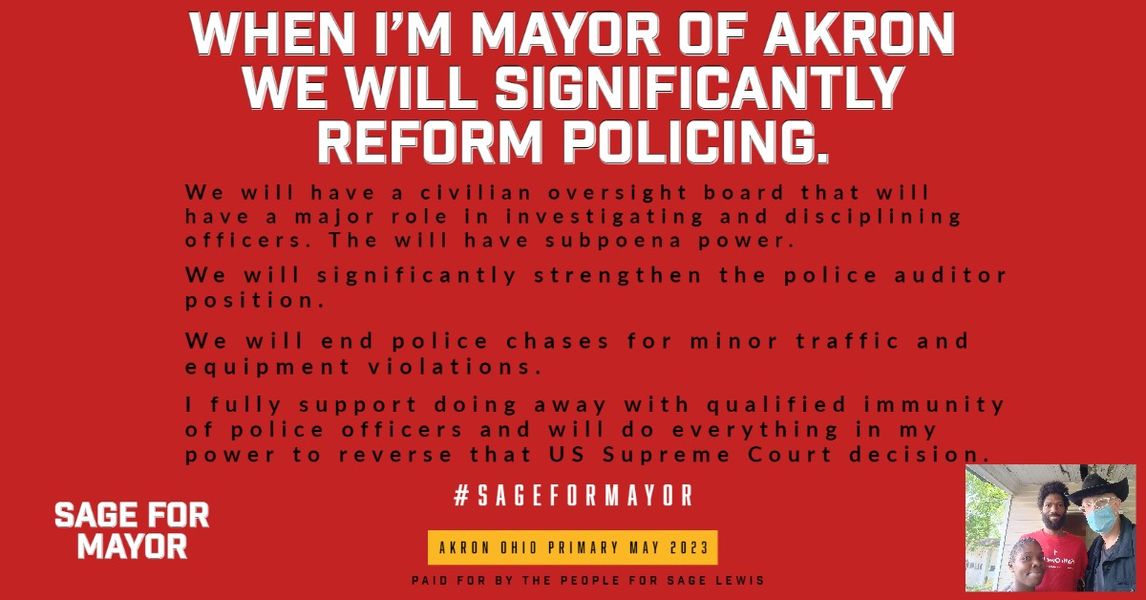 WHEN I'M MAYOR OF AKRON
WE WILL SIGNIFICANTLY
REFORM POLICING.
We will have a civilian oversight board that will
have a major role in investigating and disciplining
officers. The will have subpoena power.
We will significantly strengthen the police auditor
position.
We will end police chases for minor traffic and
equipment violations.
I fully support doing away with qualified immunity
of police officers and will do everything in my
power to reverse that US Supreme Court decision.
#SAGEFORMAYOR
SAGE FOR
MAYOR
AKRON OHIO PRIMARY MAY 2023
PAID FOR BY THE PEOPLE FOR SAGE LEWIS